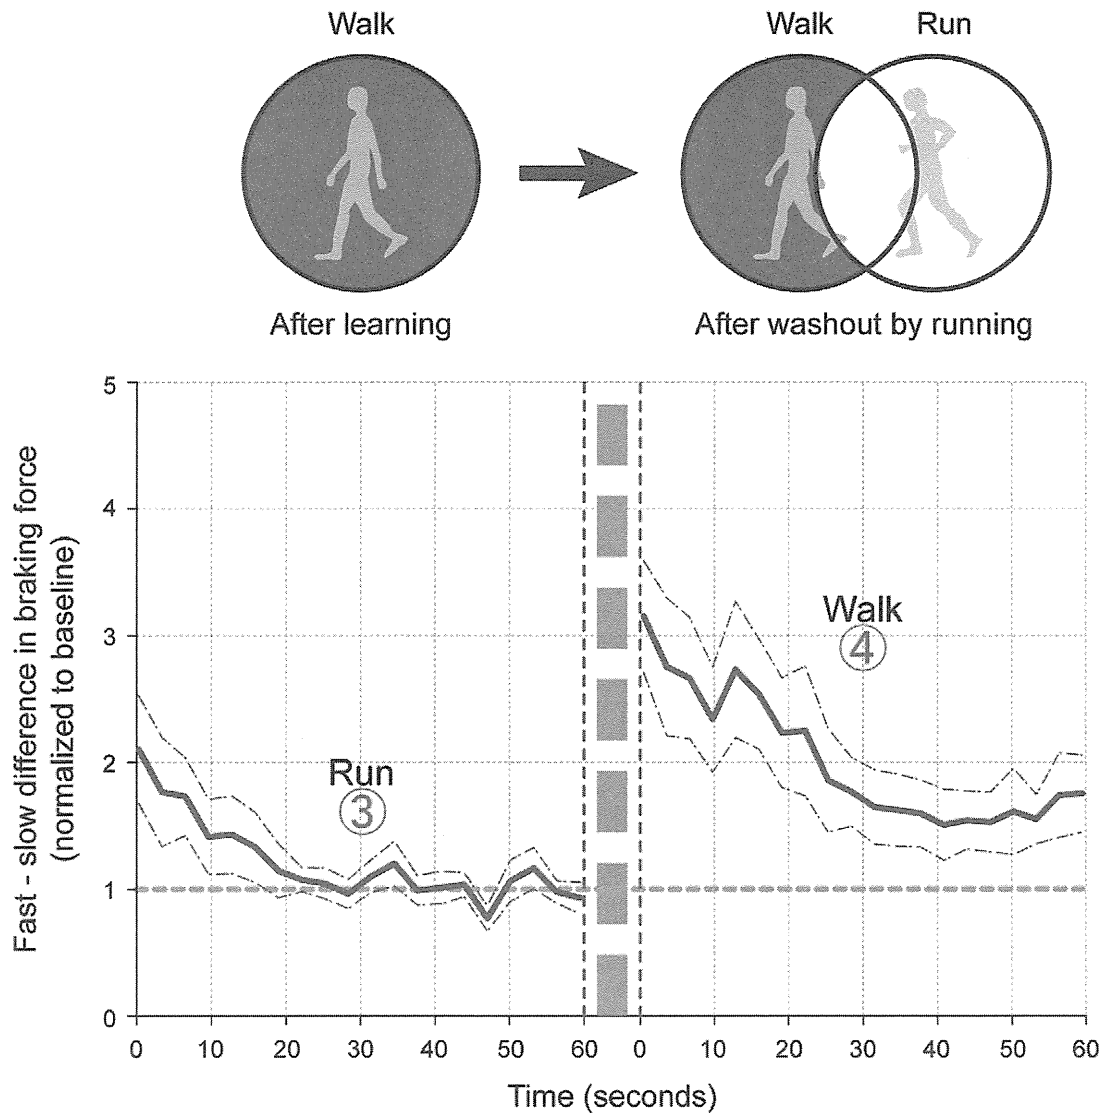 Walk
Walk Run
After learning
After washout by running
Fast - slow difference in braking force
(normalized to baseline)
5
4
3
2
1
0
Run
3
Walk
4
0 10 20 30 40 50 60 0 10 20 30 40 50 60
Time (seconds)